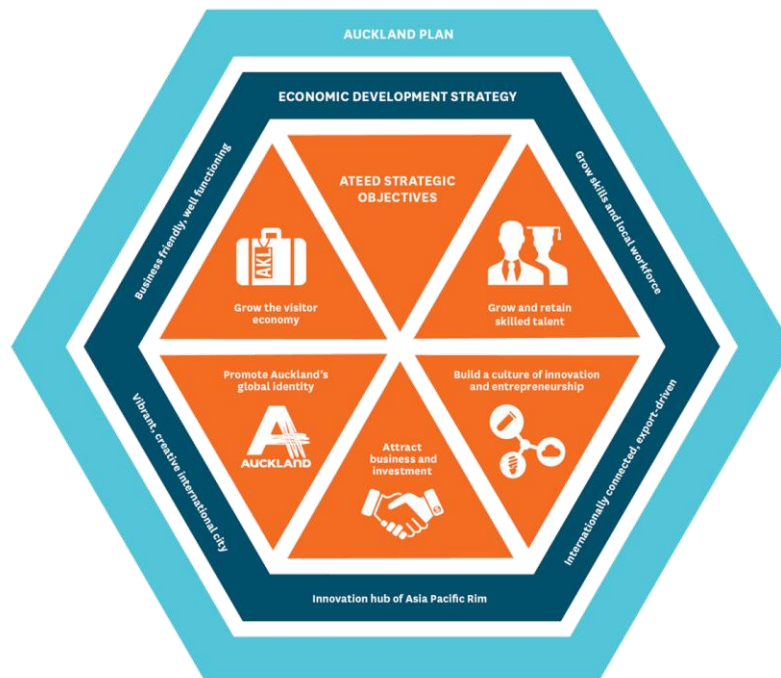 AUCKLAND PLAN
ECONOMIC DEVELOPMENT STRATEGY
Business friendly, well functioning
Grow skills and local workforce
ATEED STRATEGIC
OBJECTIVES
AKL
Grow the visitor
economy
Grow and retain
skilled talent
Promote Auckland's
global identity
AUCKLAND
Attract
business and
investment
Build a culture of innovation
and entrepreneurship
Vibrant, creative international city
Internationally connected, export-driven
Innovation hub of Asia Pacific Rim